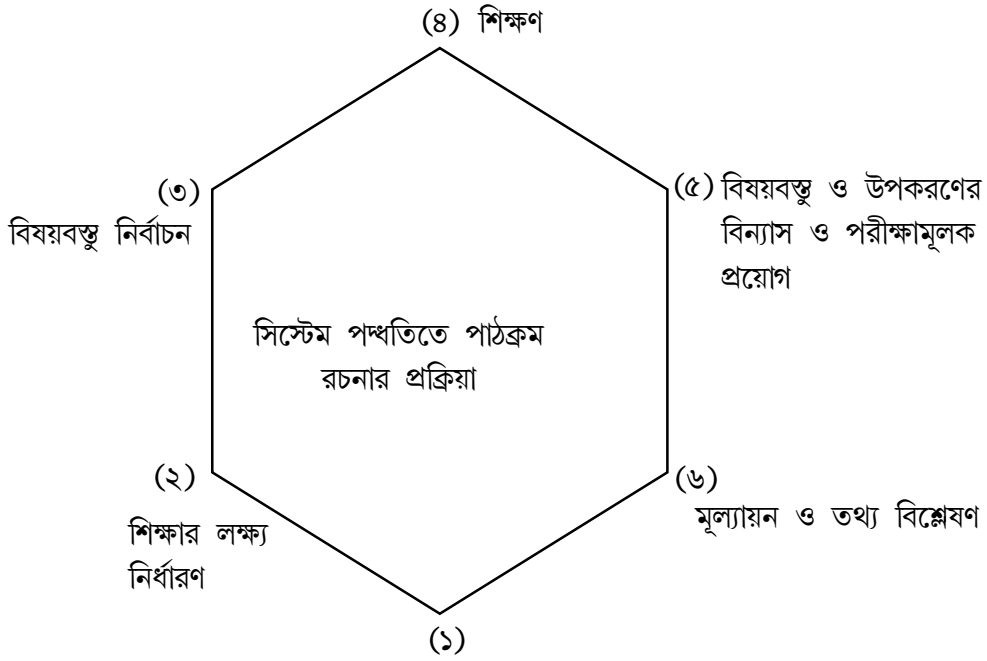 (৪) শিক্ষণ
(৩)
বিষয়বস্তু নির্বাচন
(৫) বিষয়বস্তু ও উপকরণের
বিন্যাস ও পরীক্ষামূলক
প্রয়োগ
সিস্টেম পদ্ধতিতে পাঠক্রম
রচনার প্রক্রিয়া
(২)
শিক্ষার লক্ষ্য
নির্ধারণ
(৬)
মূল্যায়ন ও তথ্য বিশ্লেষণ
(১)